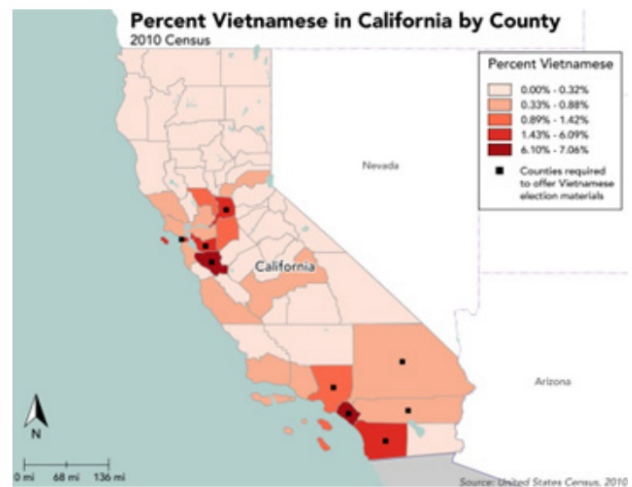 Percent Vietnamese in California by County
2010 Census
Percent Vietnamese
0.00% - 0.32%
0.33% - 0.88%
0.89% - 1.42%
1.43% - 6.09%
6.10% - 7.06%
Counties required
to offer Vietnamese
election materials
Nevada
California
Arizona
N
0 mi 68 mi 136 mi
Source: United States Census, 2010